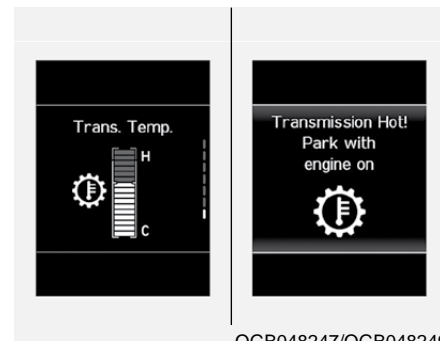 Trans. Temp.
H
C
Transmission Hot!
Park with
engine on